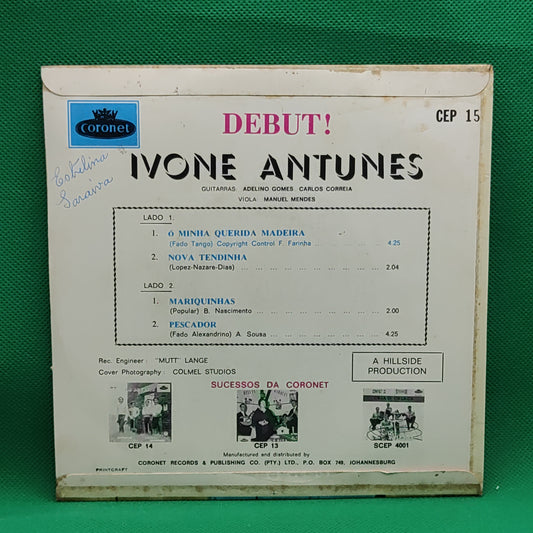 Coronet
DEBUT!
CEP 15
IVONE ANTUNES
GUITARRAS: ADELINO GOMES CARLOS CORREIA
VIOLA: MANUEL MENDES
LADO 1.
1. Ó MINHA QUERIDA MADEIRA
(Fado Tango) Copyright Control F. Farinha 4.25
2. NOVA TENDINHA
(Lopez-Nazare-Dias) 2.04
LADO 2.
1. MARIQUINHAS
(Popular) B. Nascimento 2.00
2. PESCADOR
(Fado Alexandrino) A. Sousa 4.25
Rec. Engineer: "MUTT" LANGE
Cover Photography: COLMEL STUDIOS
A HILLSIDE
PRODUCTION
SUCESSOS DA CORONET
CEP 14
CEP 13
SCEP 4001
Manufactured and distributed by
CORONET RECORDS & PUBLISHING CO. (PTY.) LTD., P.O. BOX 749, JOHANNESBURG
PRINTCRAFT
Saraiva